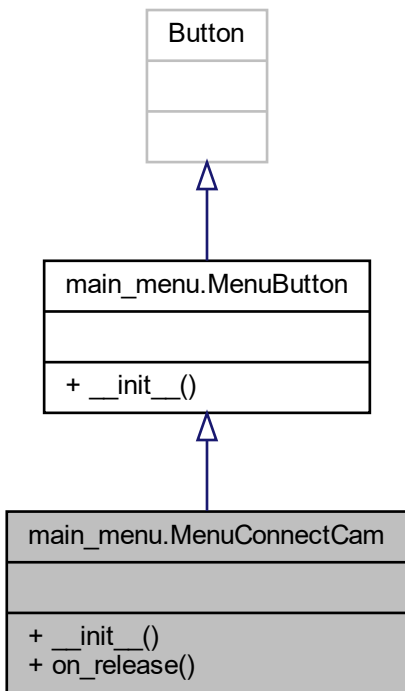 Button
main_menu.MenuButton
+ __init__()
main_menu.MenuConnectCam
+ __init__()
+ on_release()